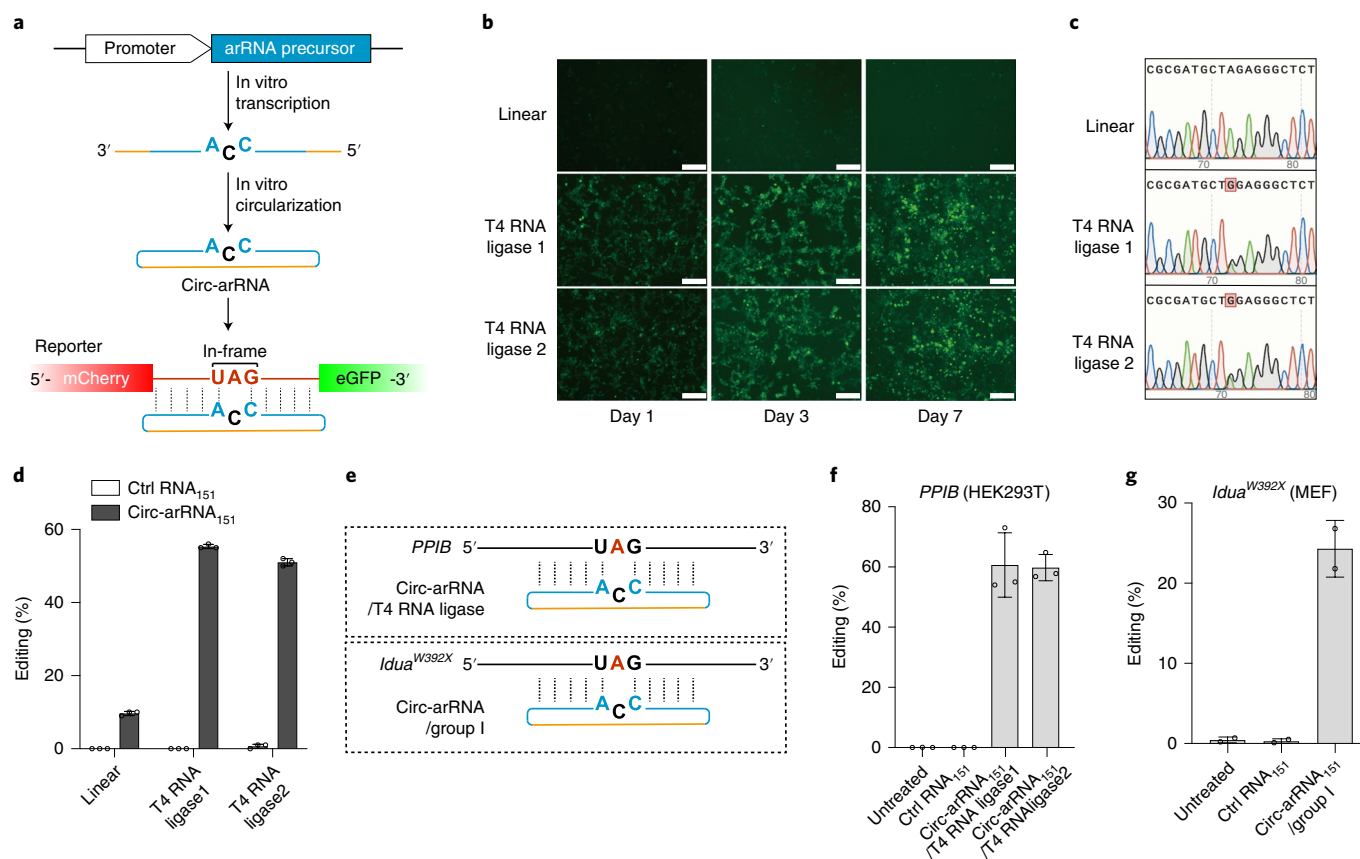 a
Promoter
arRNA precursor
In vitro
transcription
3′
A C C
5′
In vitro
circularization
A C C
Circ-arRNA
Reporter
In-frame
5′- mCherry
UAG
eGFP -3′
A C C
b
Linear
T4 RNA
ligase 1
T4 RNA
ligase 2
Day 1
Day 3
Day 7
c
Linear
CGCGATGCTAGAGGGCTCT
70
80
T4 RNA
ligase 1
CGCGATGCTGGAGGGCTCT
70
80
T4 RNA
ligase 2
CGCGATGCTGGAGGGCTCT
70
80
d
Ctrl RNA151
Circ-arRNA151
Editing (%)
60
40
20
0
Linear
T4 RNA
ligase1
T4 RNA
ligase2
e
PPIB 5′ UAG 3′
Circ-arRNA
/T4 RNA ligase
A C C
IduaW392X 5′ UAG 3′
Circ-arRNA
/group I
A C C
f
PPIB (HEK293T)
Editing (%)
80
60
40
20
0
Untreated
Ctrl RNA151
Circ-arRNA151
/T4 RNA ligase1
Circ-arRNA151
/T4 RNAligase2
g
IduaW392X (MEF)
Editing (%)
30
20
10
0
Untreated
Ctrl RNA151
Circ-arRNA151
/group I